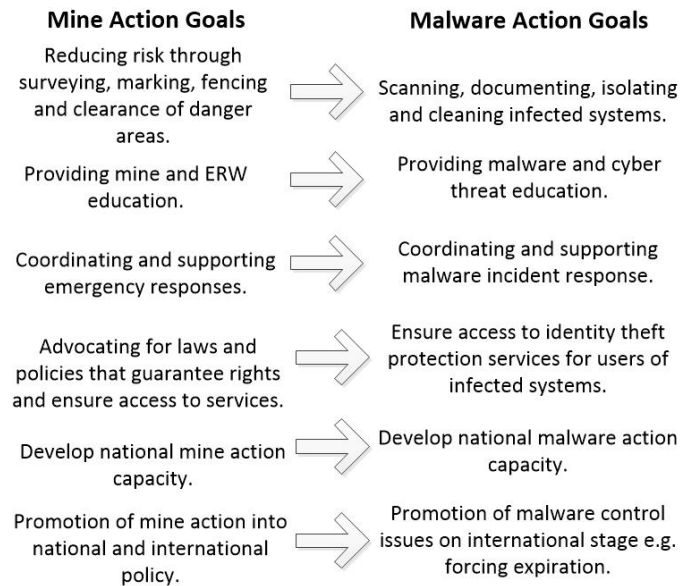 Mine Action Goals
Malware Action Goals
Reducing risk through
surveying, marking, fencing
and clearance of danger
areas.
Scanning, documenting, isolating
and cleaning infected systems.
Providing mine and ERW
education.
Providing malware and cyber
threat education.
Coordinating and supporting
emergency responses.
Coordinating and supporting
malware incident response.
Advocating for laws and
policies that guarantee rights
and ensure access to services.
Ensure access to identity theft
protection services for users of
infected systems.
Develop national mine action
capacity.
Develop national malware action
capacity.
Promotion of mine action into
national and international
policy.
Promotion of malware control
issues on international stage e.g.
forcing expiration.